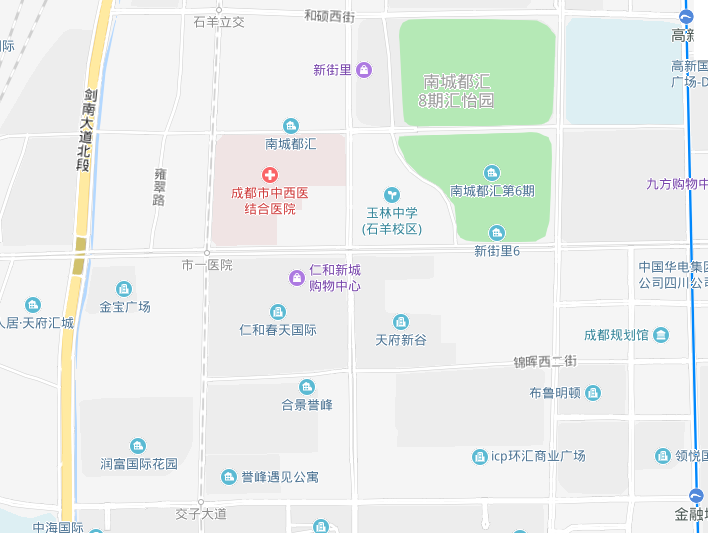 石羊立交
和硕西街
高新
国际
新街里
南城都汇
8期汇怡园
高新国
广场-D
剑南大道北段
南城都汇
雍翠路
成都市中西医
结合医院
南城都汇第6期
九方购物中
玉林中学
(石羊校区)
新街里6
市一医院
仁和新城
购物中心
中国华电集团
公司四川公司
金宝广场
人居·天府汇城
仁和春天国际
天府新谷
成都规划馆
锦晖西二街
布鲁明顿
合景誉峰
润富国际花园
icp环汇商业广场
领悦国
誉峰遇见公寓
交子大道
金融城
中海国际